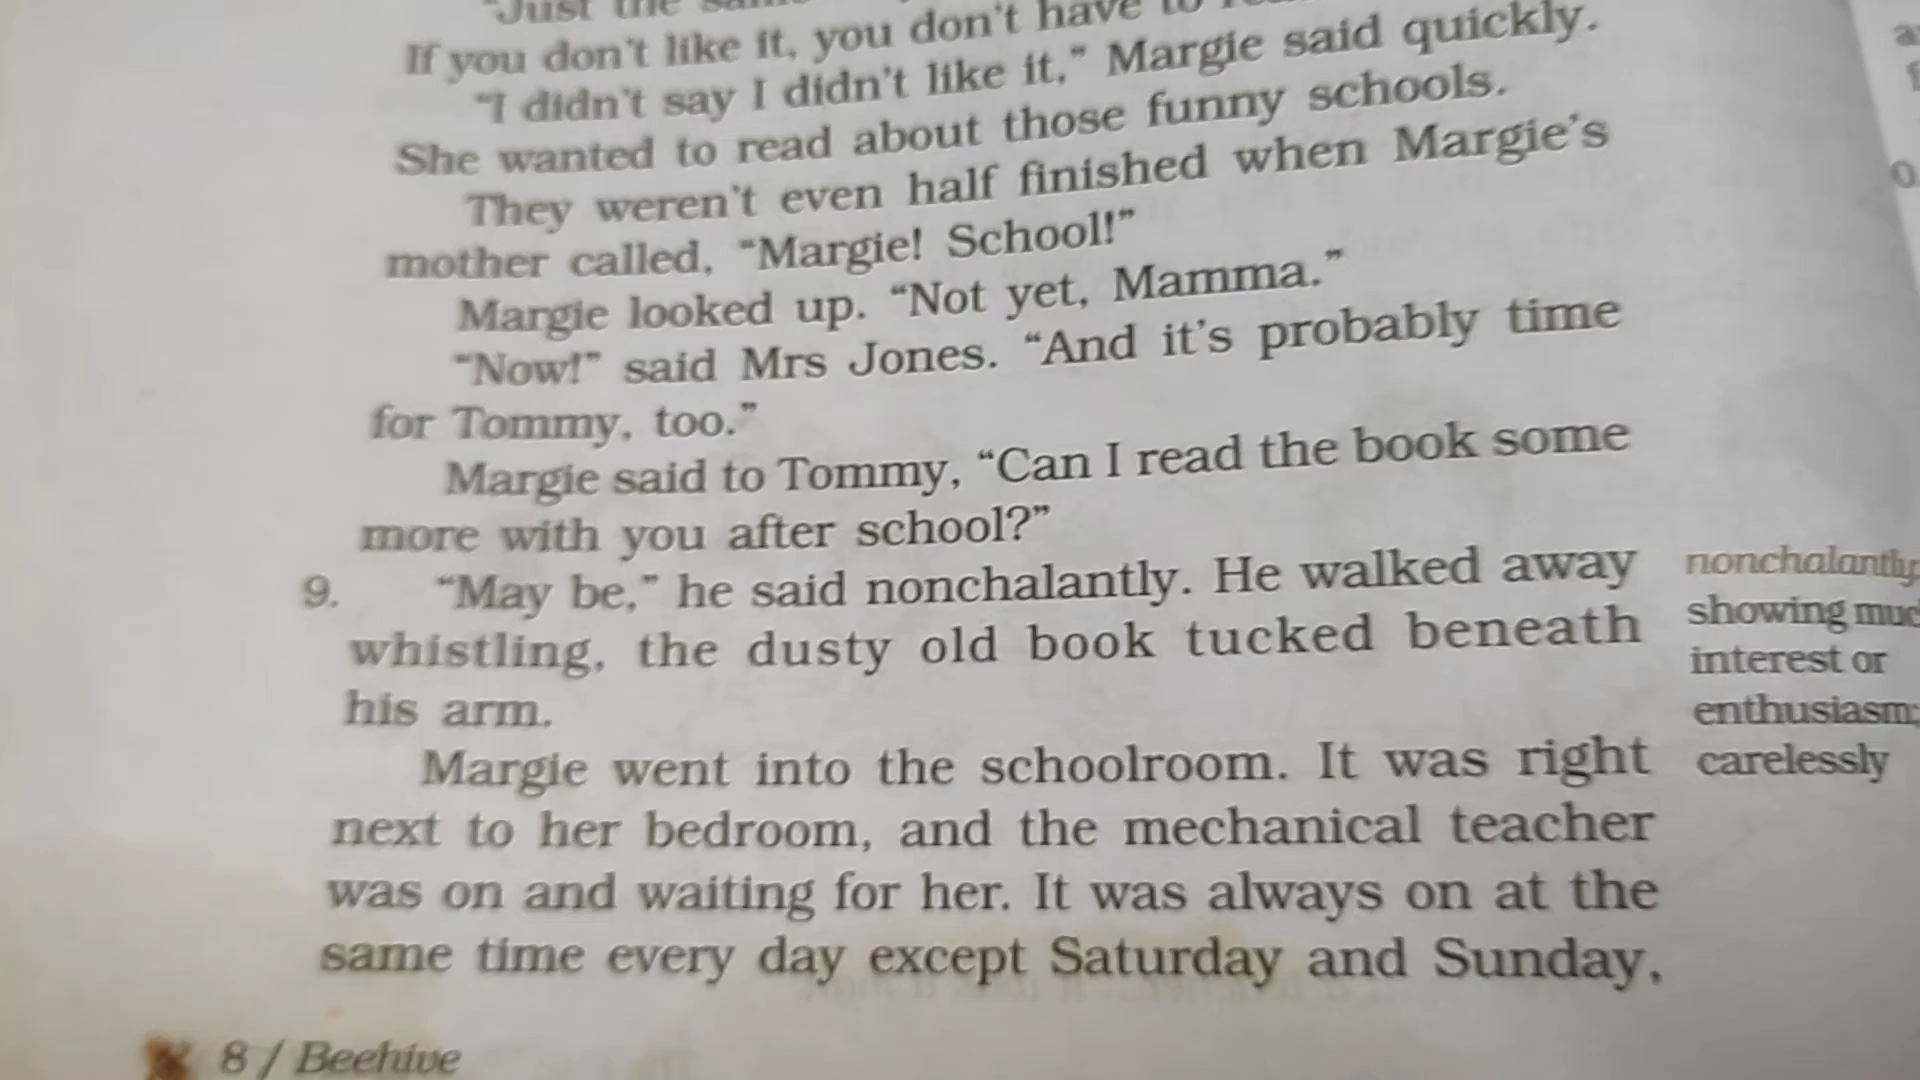 "Just the
If you don't like it, you don't have to
"I didn't say I didn't like it," Margie said quickly.
She wanted to read about those funny schools.
They weren't even half finished when Margie's
mother called, "Margie! School!"
Margie looked up. "Not yet, Mamma."
"Now!" said Mrs Jones. "And it's probably time
for Tommy, too."
Margie said to Tommy, "Can I read the book some
more with you after school?"
9. "May be," he said nonchalantly. He walked away
whistling, the dusty old book tucked beneath
his arm.
Margie went into the schoolroom. It was right
next to her bedroom, and the mechanical teacher
was on and waiting for her. It was always on at the
same time every day except Saturday and Sunday,
nonchalantly
showing
interest or
enthusiasm;
carelessly
8 / Beehive